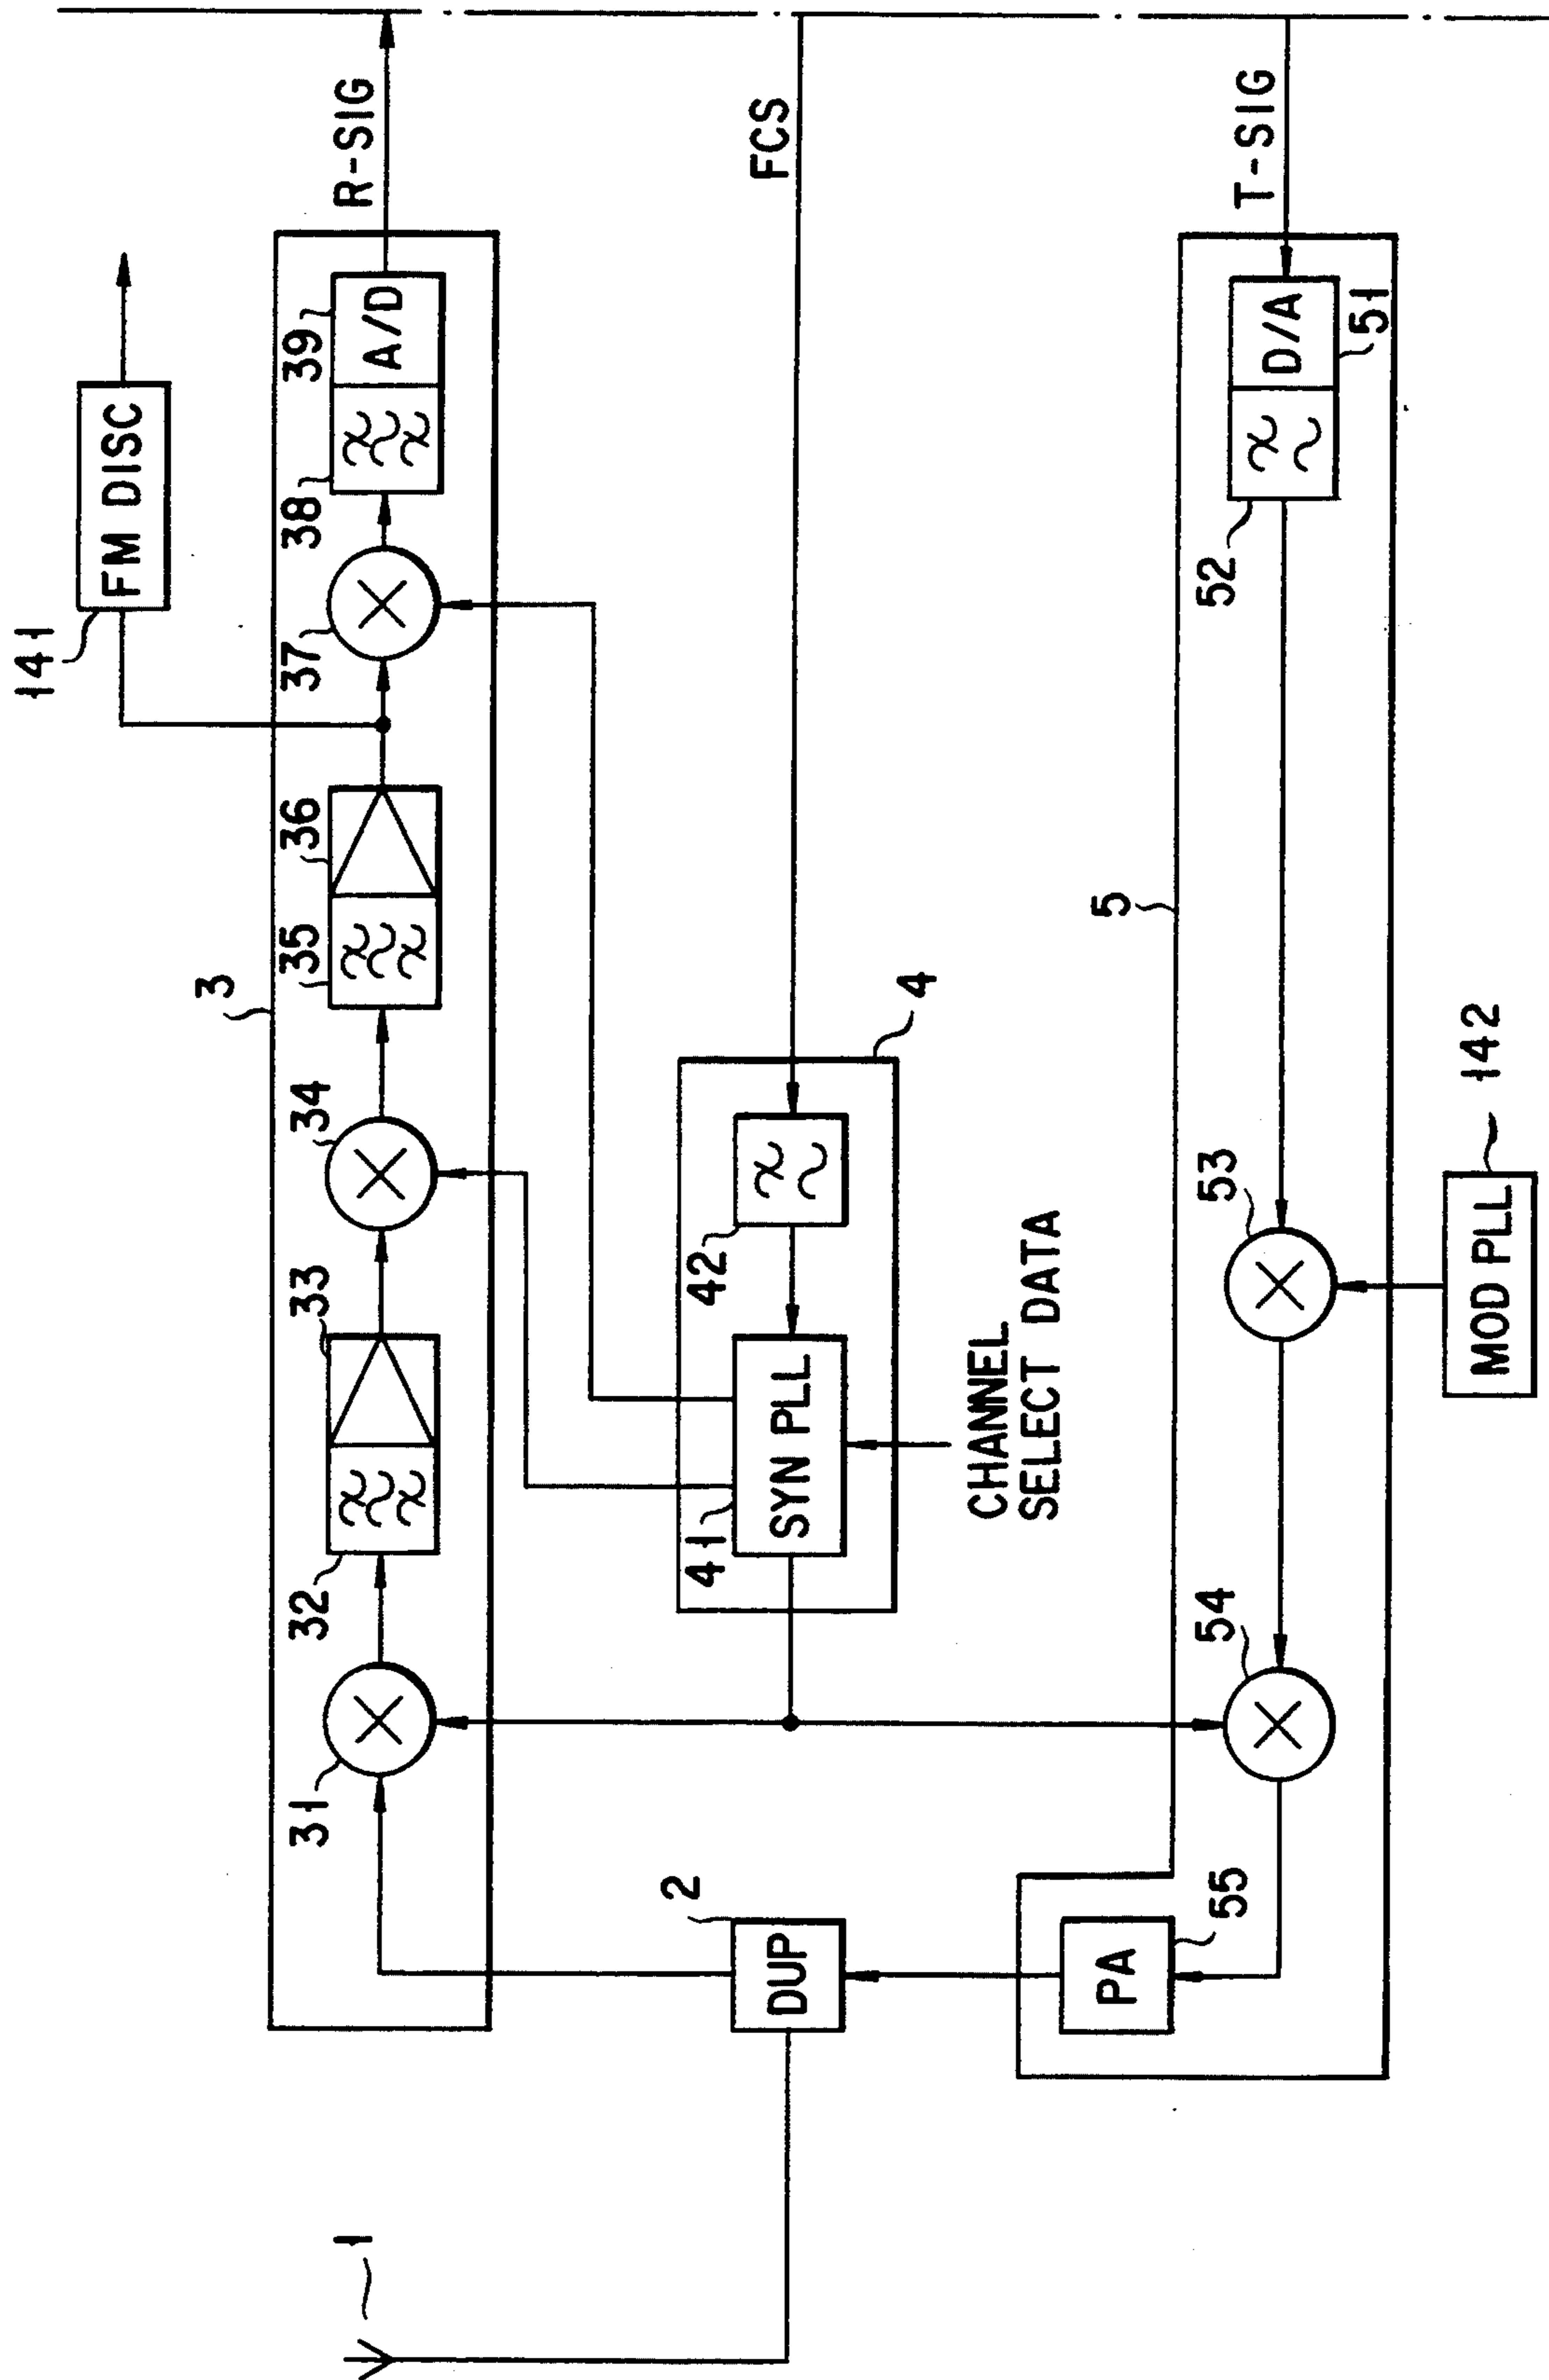 141
FM DISC
3
31
32
33
34
35
36
37
38
39
A/D
R-SIG
1
2
DUP
41
SYN PLL
42
4
FCS
CHANNEL
SELECT DATA
5
55
PA
54
53
52
D/A
51
T-SIG
MOD PLL
142